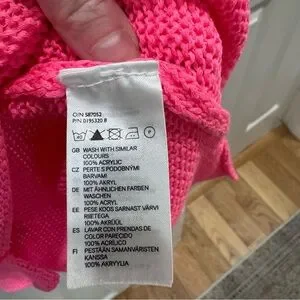 O/N 587052
P/N 0195320 8
40
P
GB WASH WITH SIMILAR
COLOURS
100% ACRYLIC
CZ PERTE S PODOBNÝMI
BARVAMI
100% AKRYL
DE MIT ÄHNLICHEN FARBEN
WASCHEN
100% ACRYL
EE PESE KOOS SARNAST VÄRVI
RIIETEGA
100% AKRÜÜL
ES LAVAR CON PRENDAS DE
COLOR PARECIDO
100% ACRÍLICO
FI PESTÄÄN SAMANVÄRISTEN
KANSSA
100% AKRYYLIA